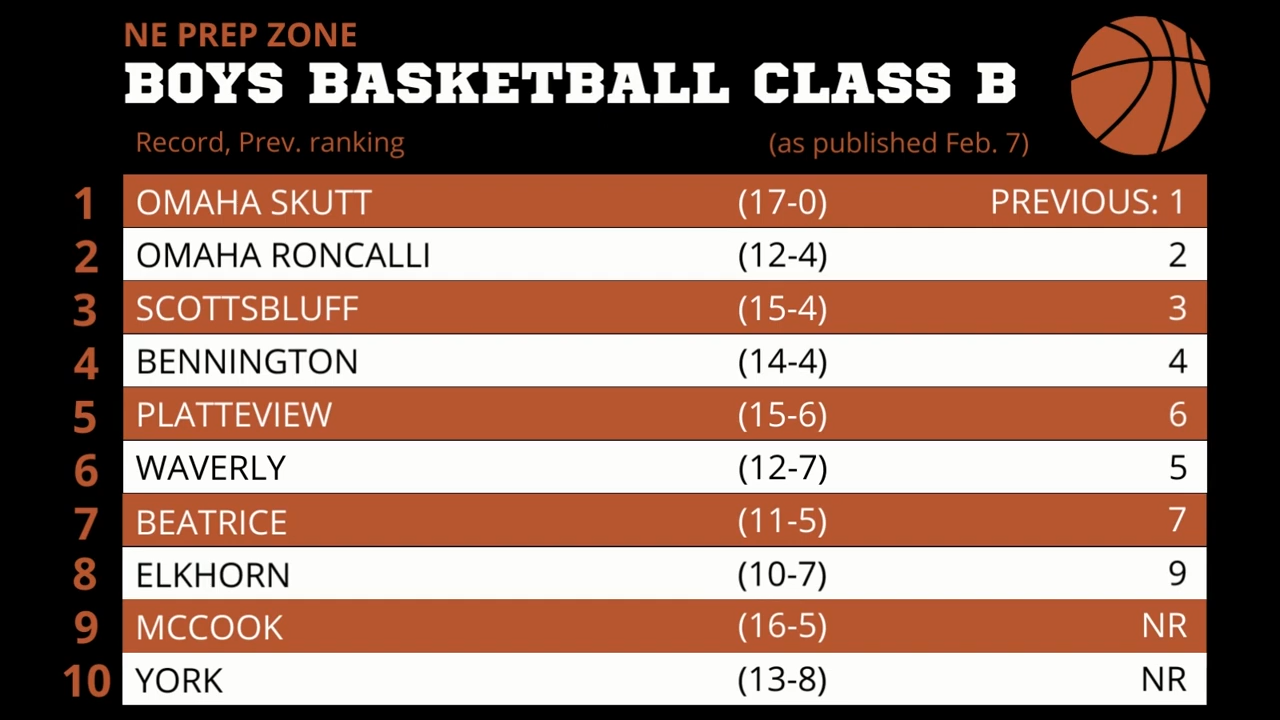 NE PREP ZONE
BOYS BASKETBALL CLASS B
Record, Prev. ranking (as published Feb. 7)
1 OMAHA SKUTT (17-0) PREVIOUS: 1
2 OMAHA RONCALLI (12-4) 2
3 SCOTTSBLUFF (15-4) 3
4 BENNINGTON (14-4) 4
5 PLATTEVIEW (15-6) 6
6 WAVERLY (12-7) 5
7 BEATRICE (11-5) 7
8 ELKHORN (10-7) 9
9 MCCOOK (16-5) NR
10 YORK (13-8) NR